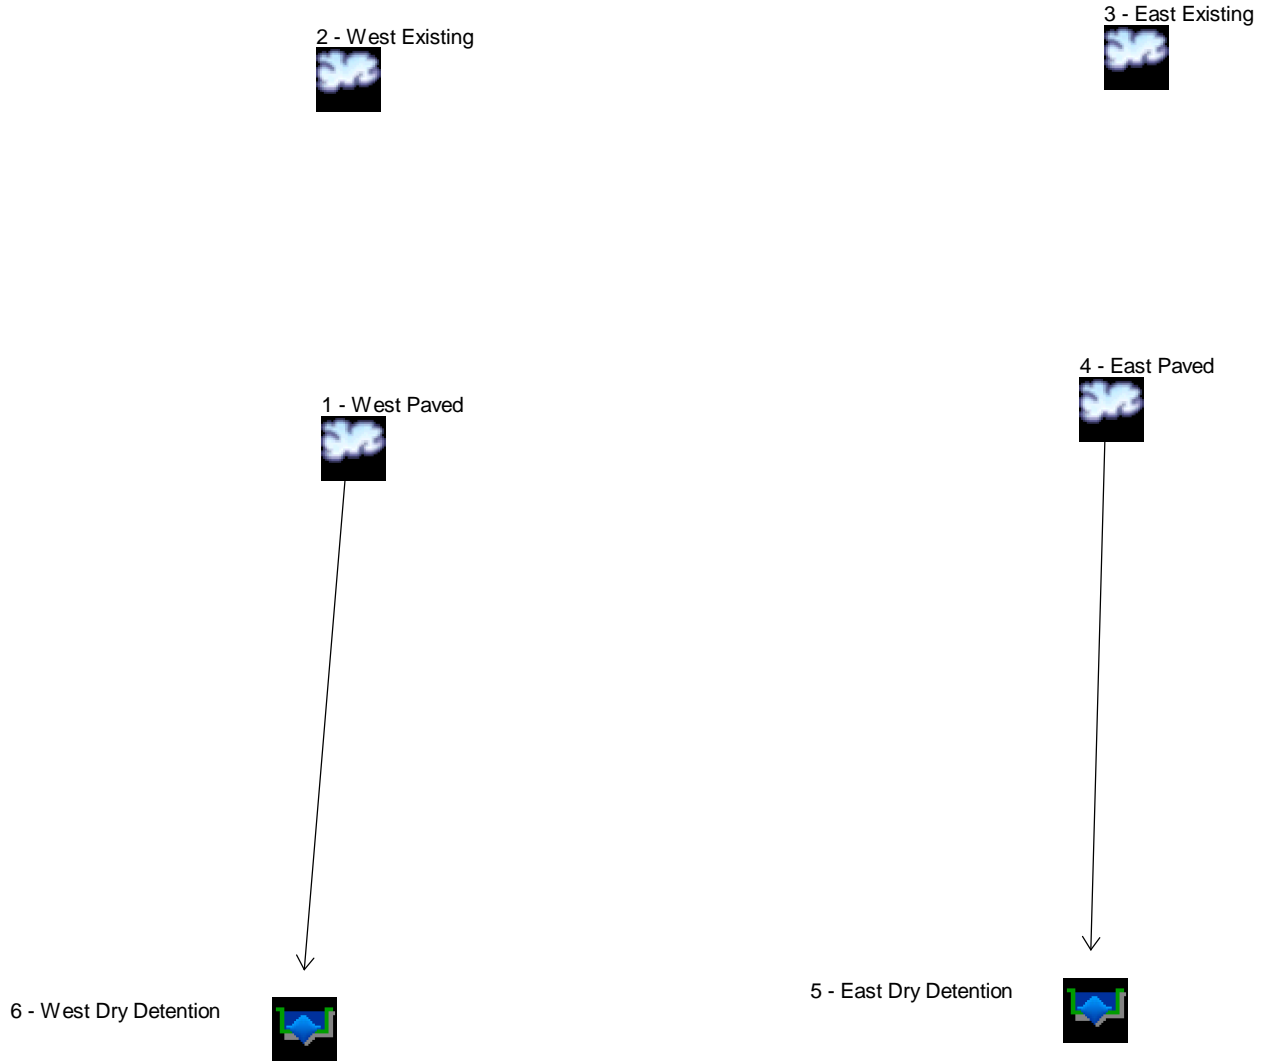 3 - East Existing
2 - West Existing
4 - East Paved
1 - West Paved
5 - East Dry Detention
6 - West Dry Detention